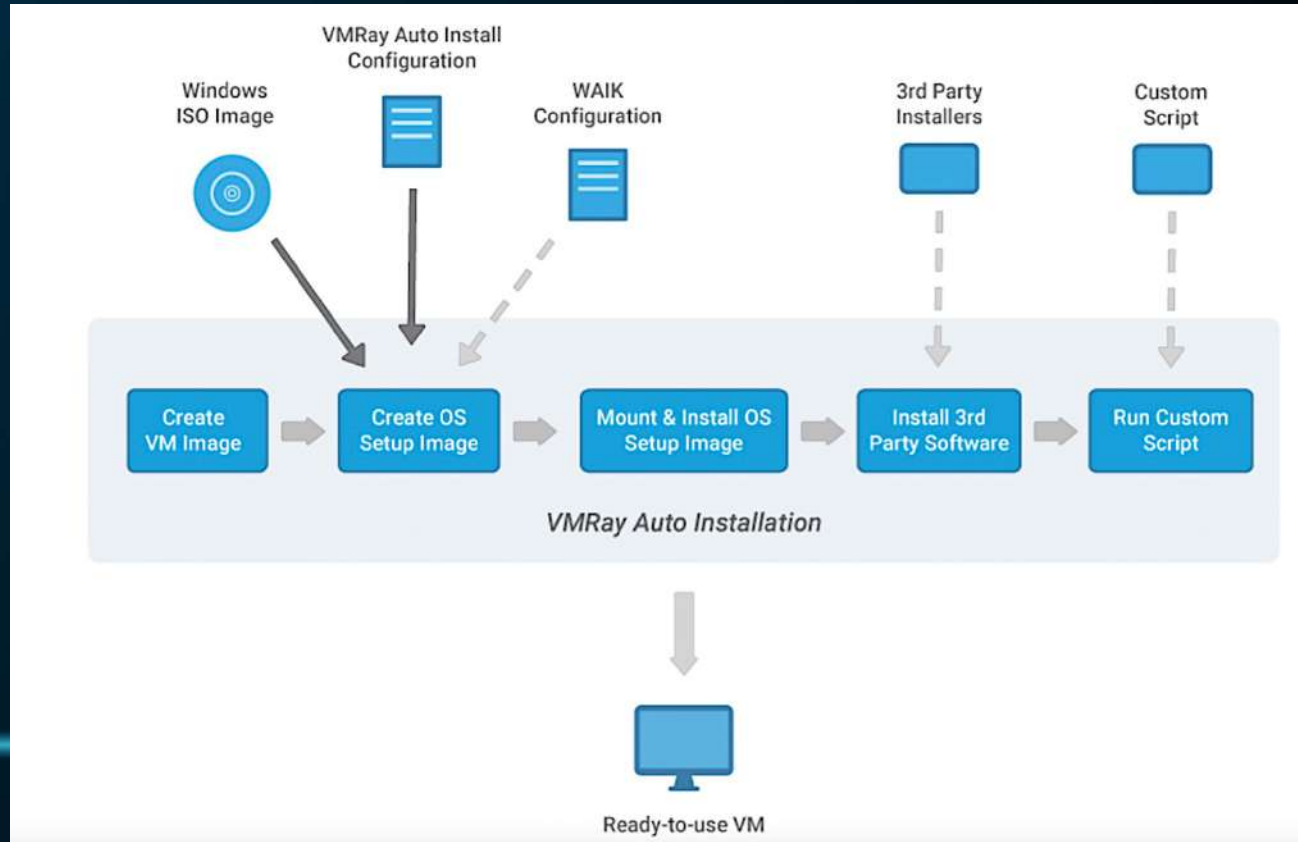 VMRay Auto Install
Configuration
Windows
ISO Image
WAIK
Configuration
3rd Party
Installers
Custom
Script
Create
VM Image
Create OS
Setup Image
Mount & Install OS
Setup Image
Install 3rd
Party Software
Run Custom
Script
VMRay Auto Installation
Ready-to-use VM